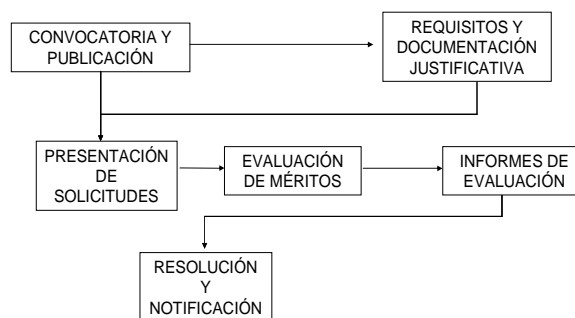 CONVOCATORIA Y
PUBLICACIÓN
REQUISITOS Y
DOCUMENTACIÓN
JUSTIFICATIVA
PRESENTACIÓN
DE
SOLICITUDES
EVALUACIÓN
DE MÉRITOS
INFORMES DE
EVALUACIÓN
RESOLUCIÓN
Y
NOTIFICACIÓN